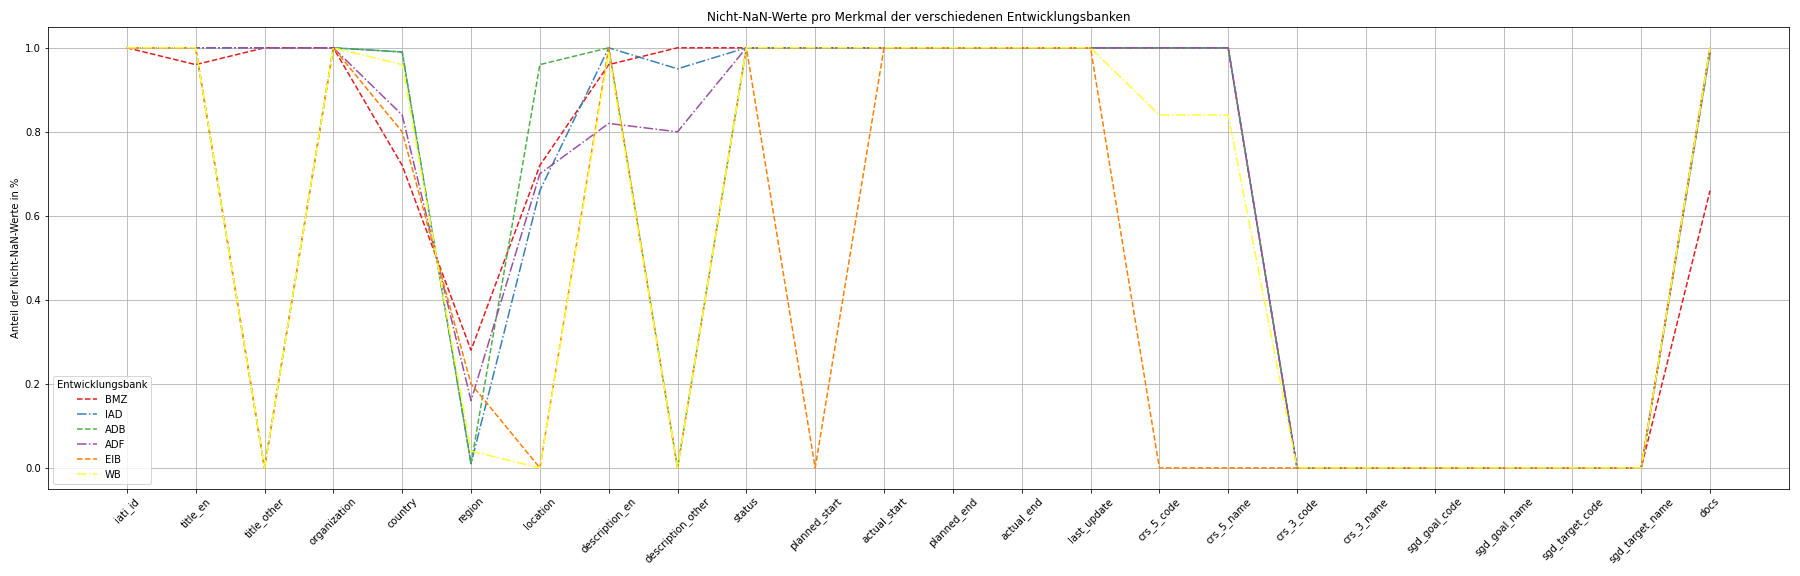 Nicht-NaN-Werte pro Merkmal der verschiedenen Entwicklungsbanken
Anteil der Nicht-NaN-Werte in %
1.0
0.8
0.6
0.4
0.2
0.0
Entwicklungsbank
BMZ
IAD
ADB
ADF
EIB
WB
iati_id
title_en
title_other
organization
country
region
location
description_en
description_other
status
planned_start
actual_start
planned_end
actual_end
last_update
crs_5_code
crs_5_name
crs_3_code
crs_3_name
sgd_goal_code
sgd_goal_name
sgd_target_code
sgd_target_name
docs